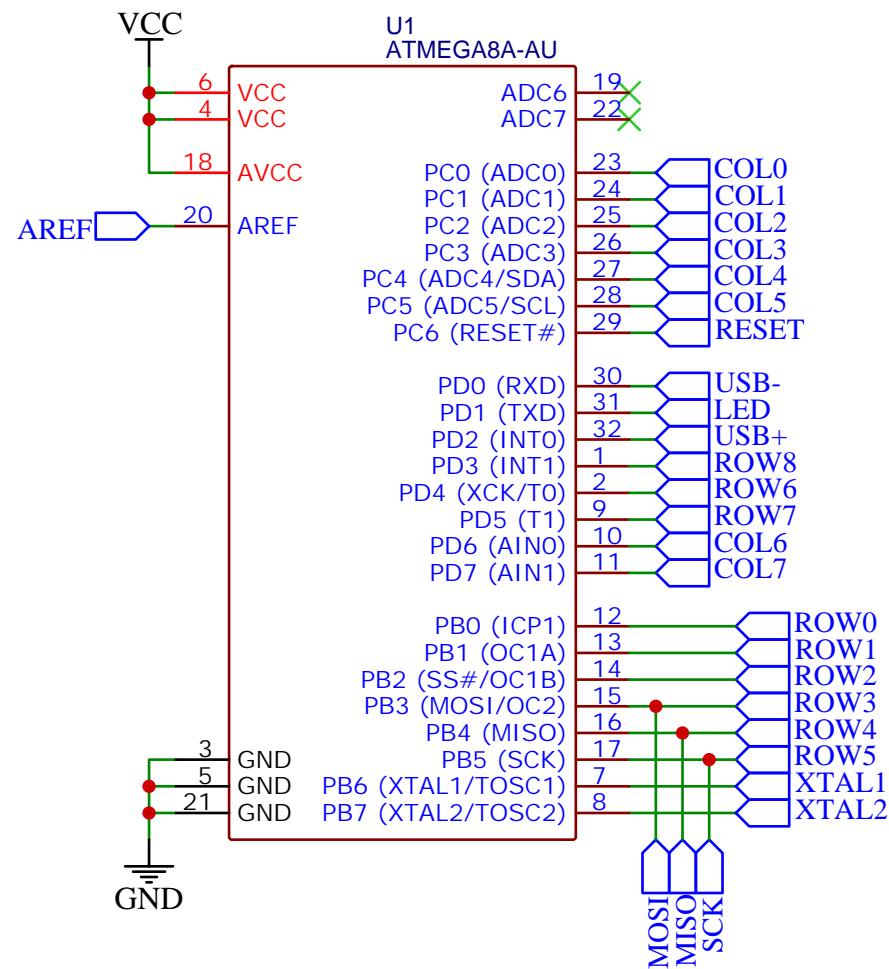 VCC
U1
ATMEGA8A-AU
6 VCC
4 VCC
18 AVCC
AREF 20 AREF
3 GND
5 GND
21 GND
GND
ADC6 19
ADC7 22
PC0 (ADC0) 23 COL0
PC1 (ADC1) 24 COL1
PC2 (ADC2) 25 COL2
PC3 (ADC3) 26 COL3
PC4 (ADC4/SDA) 27 COL4
PC5 (ADC5/SCL) 28 COL5
PC6 (RESET#) 29 RESET
PD0 (RXD) 30 USB-
PD1 (TXD) 31 LED
PD2 (INT0) 32 USB+
PD3 (INT1) 1 ROW8
PD4 (XCK/T0) 2 ROW6
PD5 (T1) 9 ROW7
PD6 (AIN0) 10 COL6
PD7 (AIN1) 11 COL7
PB0 (ICP1) 12 ROW0
PB1 (OC1A) 13 ROW1
PB2 (SS#/OC1B) 14 ROW2
PB3 (MOSI/OC2) 15 ROW3
PB4 (MISO) 16 ROW4
PB5 (SCK) 17 ROW5
PB6 (XTAL1/TOSC1) 7 XTAL1
PB7 (XTAL2/TOSC2) 8 XTAL2
MOSI
MISO
SCK